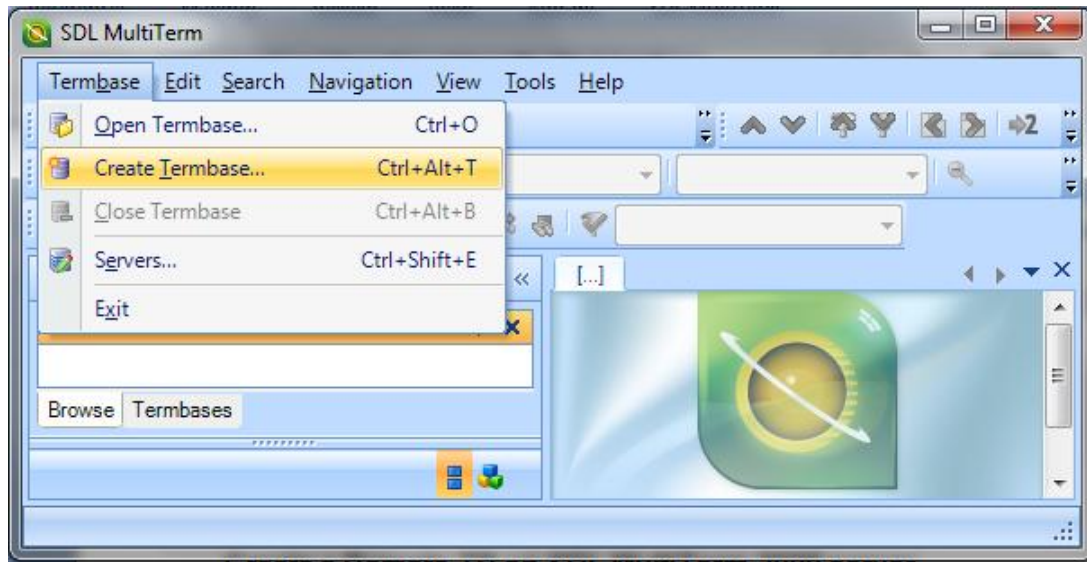 SDL MultiTerm
Termbase Edit Search Navigation View Tools Help
Open Termbase... Ctrl+O
2
Create Termbase... Ctrl+Alt+T
Close Termbase Ctrl+Alt+B
Servers... Ctrl+Shift+E
[...]
Exit
Browse Termbases